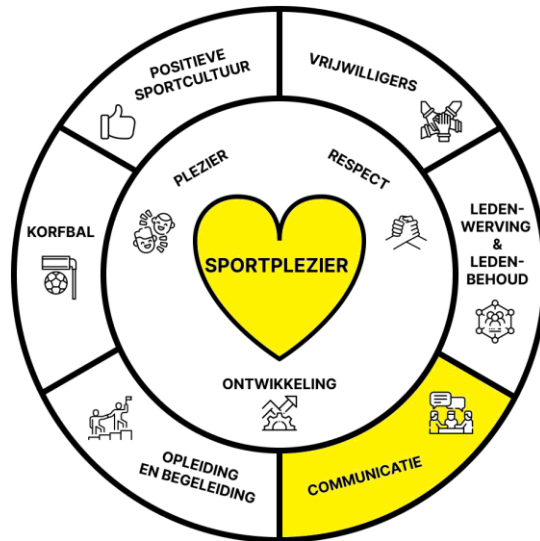 POSITIEVE
SPORTCULTUUR
VRIJWILLIGERS
PLEZIER
RESPECT
KORFBAL
SPORTPLEZIER
LEDEN-
WERVING
&
LEDEN-
BEHOUD
ONTWIKKELING
OPLEIDING
EN BEGELEIDING
COMMUNICATIE